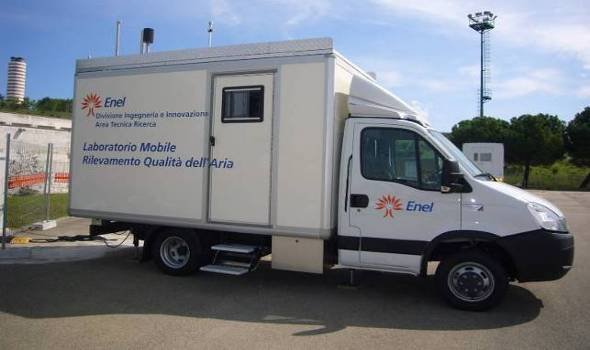 Enel
Divisione Ingegneria e Innovazione
Area Tecnica Ricerca
Laboratorio Mobile
Rilevamento Qualità dell'Aria
Enel